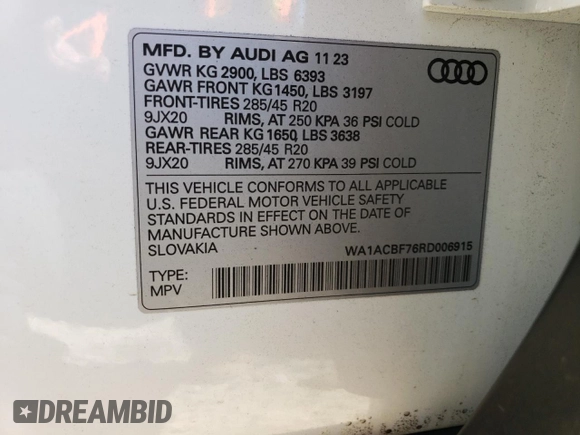 MFD. BY AUDI AG 11 23
GVWR KG 2900, LBS 6393
GAWR FRONT KG 1450, LBS 3197
FRONT-TIRES 285/45 R20
9JX20 RIMS, AT 250 KPA 36 PSI COLD
GAWR REAR KG 1650, LBS 3638
REAR-TIRES 285/45 R20
9JX20 RIMS, AT 270 KPA 39 PSI COLD
THIS VEHICLE CONFORMS TO ALL APPLICABLE
U.S. FEDERAL MOTOR VEHICLE SAFETY
STANDARDS IN EFFECT ON THE DATE OF
MANUFACTURE SHOWN ABOVE.
SLOVAKIA WA1ACBF76RD006915
TYPE:
MPV
DREAMBID